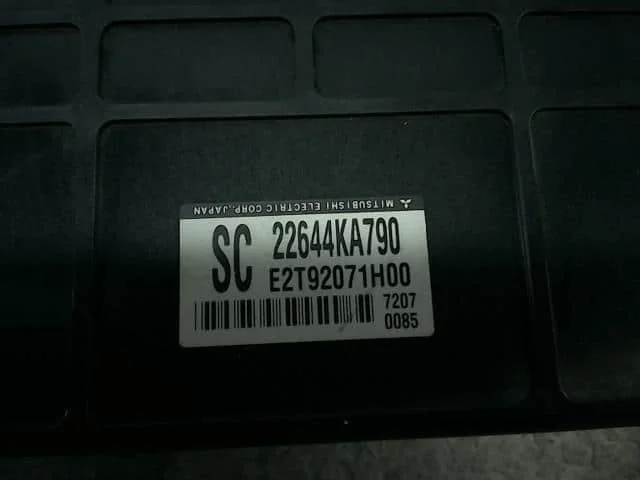 MITSUBISHI ELECTRIC CORP. JAPAN
SC 22644KA790
E2T92071H00
7207
0085